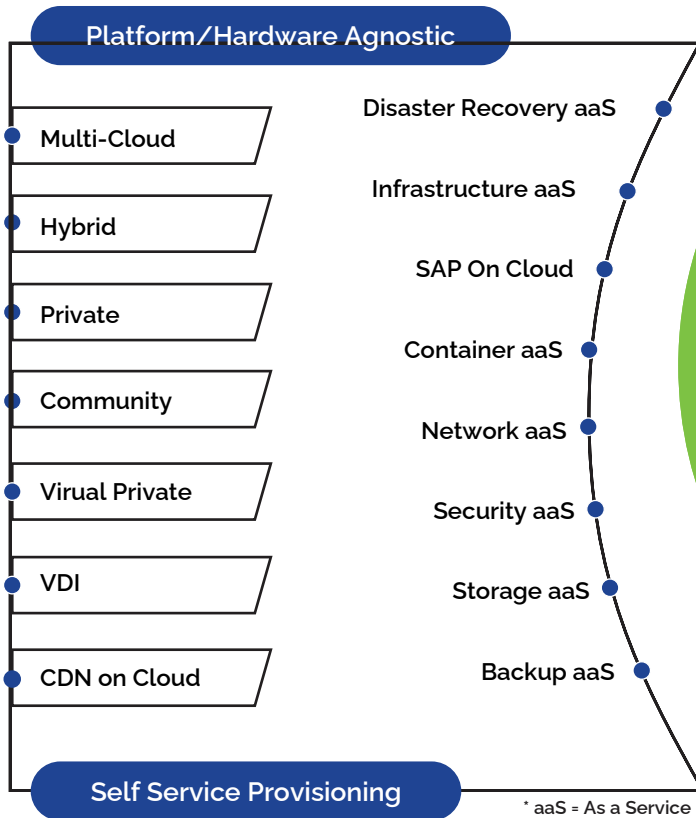 Platform/Hardware Agnostic
Multi-Cloud
Hybrid
Private
Community
Virual Private
VDI
CDN on Cloud
Disaster Recovery aaS
Infrastructure aaS
SAP On Cloud
Container aaS
Network aaS
Security aaS
Storage aaS
Backup aaS
Self Service Provisioning
* aaS = As a Service